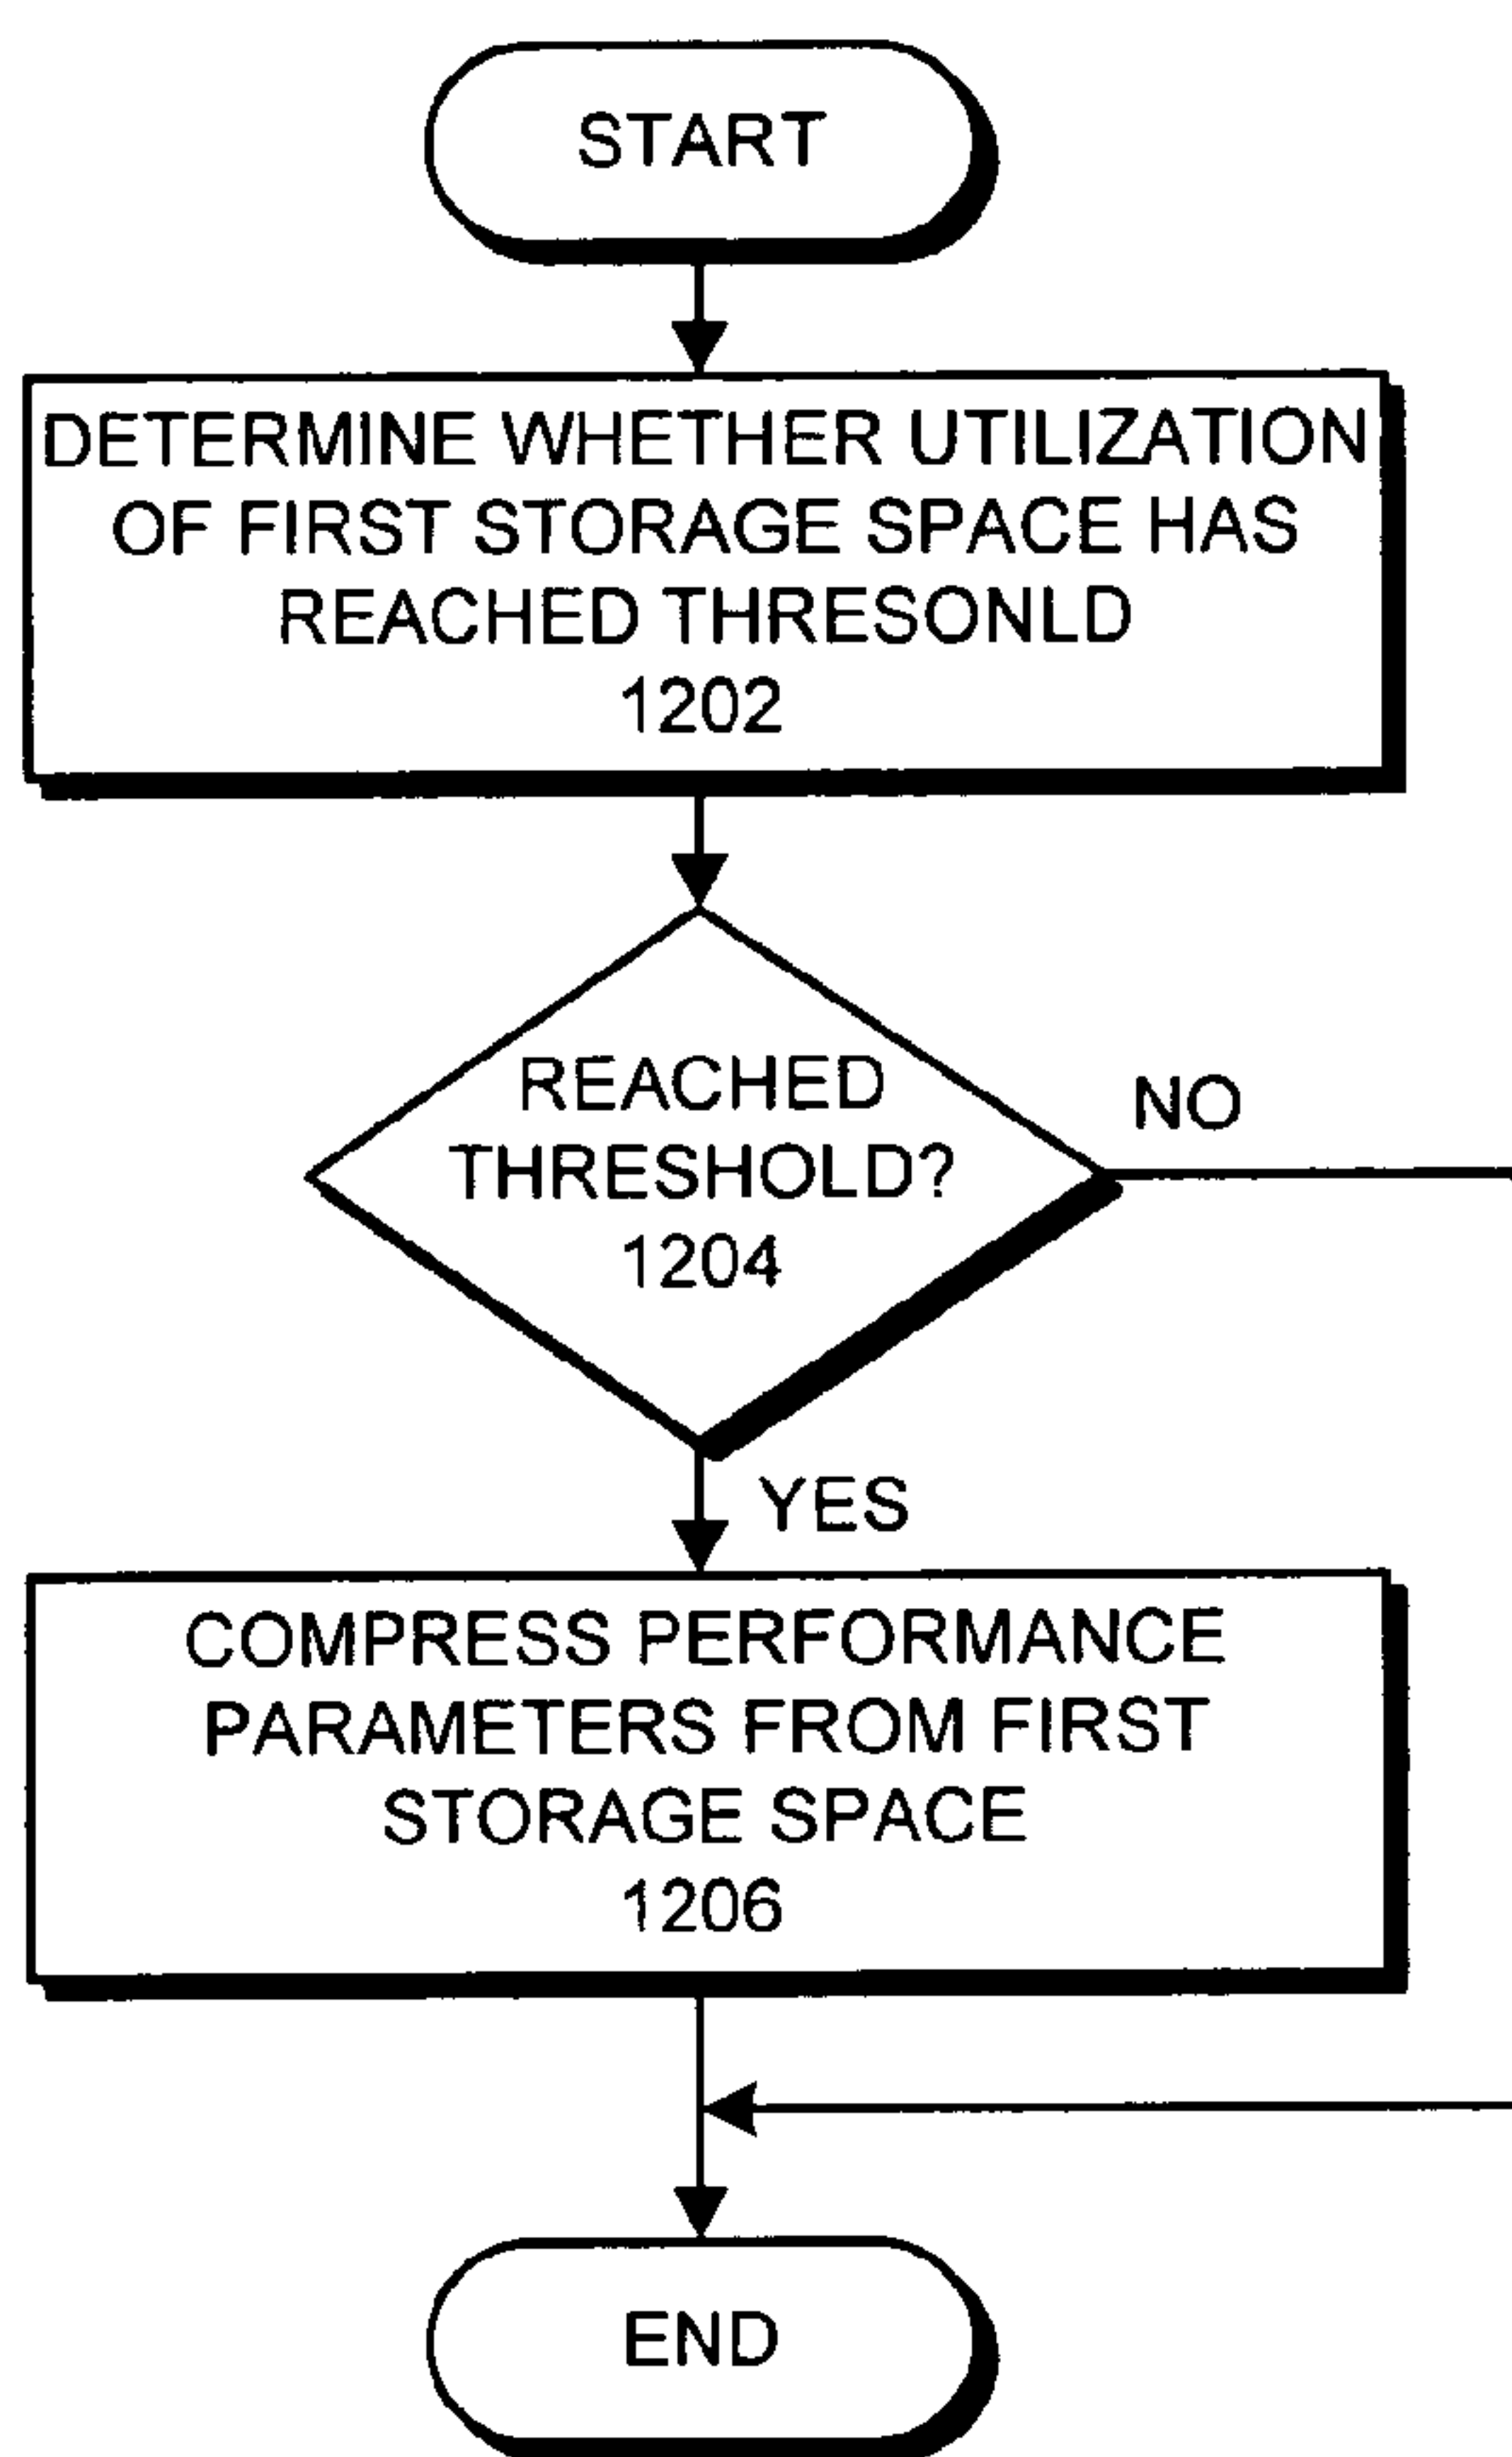 START
DETERMINE WHETHER UTILIZATION
OF FIRST STORAGE SPACE HAS
REACHED THRESONLD
1202
REACHED
THRESHOLD?
1204
NO
YES
COMPRESS PERFORMANCE
PARAMETERS FROM FIRST
STORAGE SPACE
1206
END